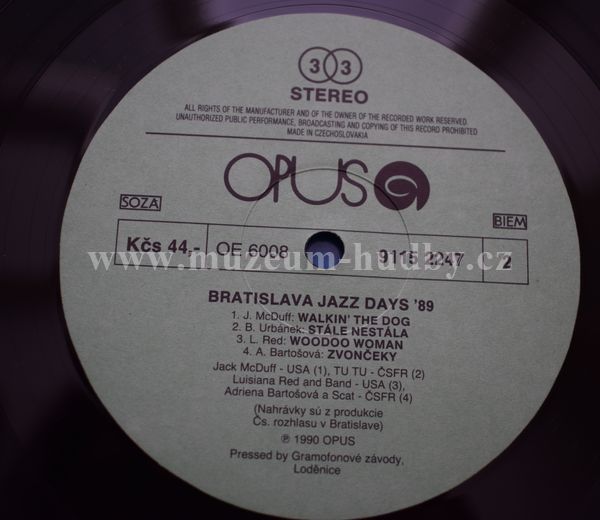 33
STEREO
ALL RIGHTS OF THE MANUFACTURER AND OF THE OWNER OF THE RECORDED WORK RESERVED.
UNAUTHORIZED PUBLIC PERFORMANCE, BROADCASTING AND COPYING OF THIS RECORD PROHIBITED
MADE IN CZECHOSLOVAKIA
OPUS
SOZA
BIEM
Kčs 44,- OE 6008 9115 2247 2
www.muzeum-hudby.cz
BRATISLAVA JAZZ DAYS '89
1. J. McDuff: WALKIN' THE DOG
2. B. Urbánek: STÁLE NESTÁLA
3. L. Red: WOODOO WOMAN
4. A. Bartošová: ZVONČEKY
Jack McDuff - USA (1), TU TU - ČSFR (2)
Luisiana Red and Band - USA (3),
Adriena Bartošová a Scat - ČSFR (4)
(Nahrávky sú z produkcie
Čs. rozhlasu v Bratislave)
℗ 1990 OPUS
Pressed by Gramofonové závody,
Loděnice